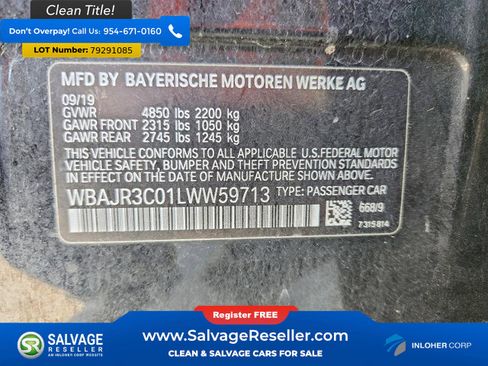 Clean Title!
Don't Overpay! Call Us: 954-671-0160
LOT Number: 79291085
MFD BY BAYERISCHE MOTOREN WERKE AG
09/19
GVWR 4850 lbs 2200 kg
GAWR FRONT 2315 lbs 1050 kg
GAWR REAR 2745 lbs 1245 kg
THIS VEHICLE CONFORMS TO ALL APPLICABLE U.S.FEDERAL MOTOR
VEHICLE SAFETY, BUMPER AND THEFT PREVENTION STANDARDS
IN EFFECT ON THE DATE OF MANUFACTURE SHOWN ABOVE.
WBAJR3C01LWW59713 TYPE: PASSENGER CAR
668/9
7315814
Register FREE!
SALVAGE
RESELLER
AN INLOHER CORP WEBSITE
www.SalvageReseller.com
CLEAN & SALVAGE CARS FOR SALE
INLOHER CORP